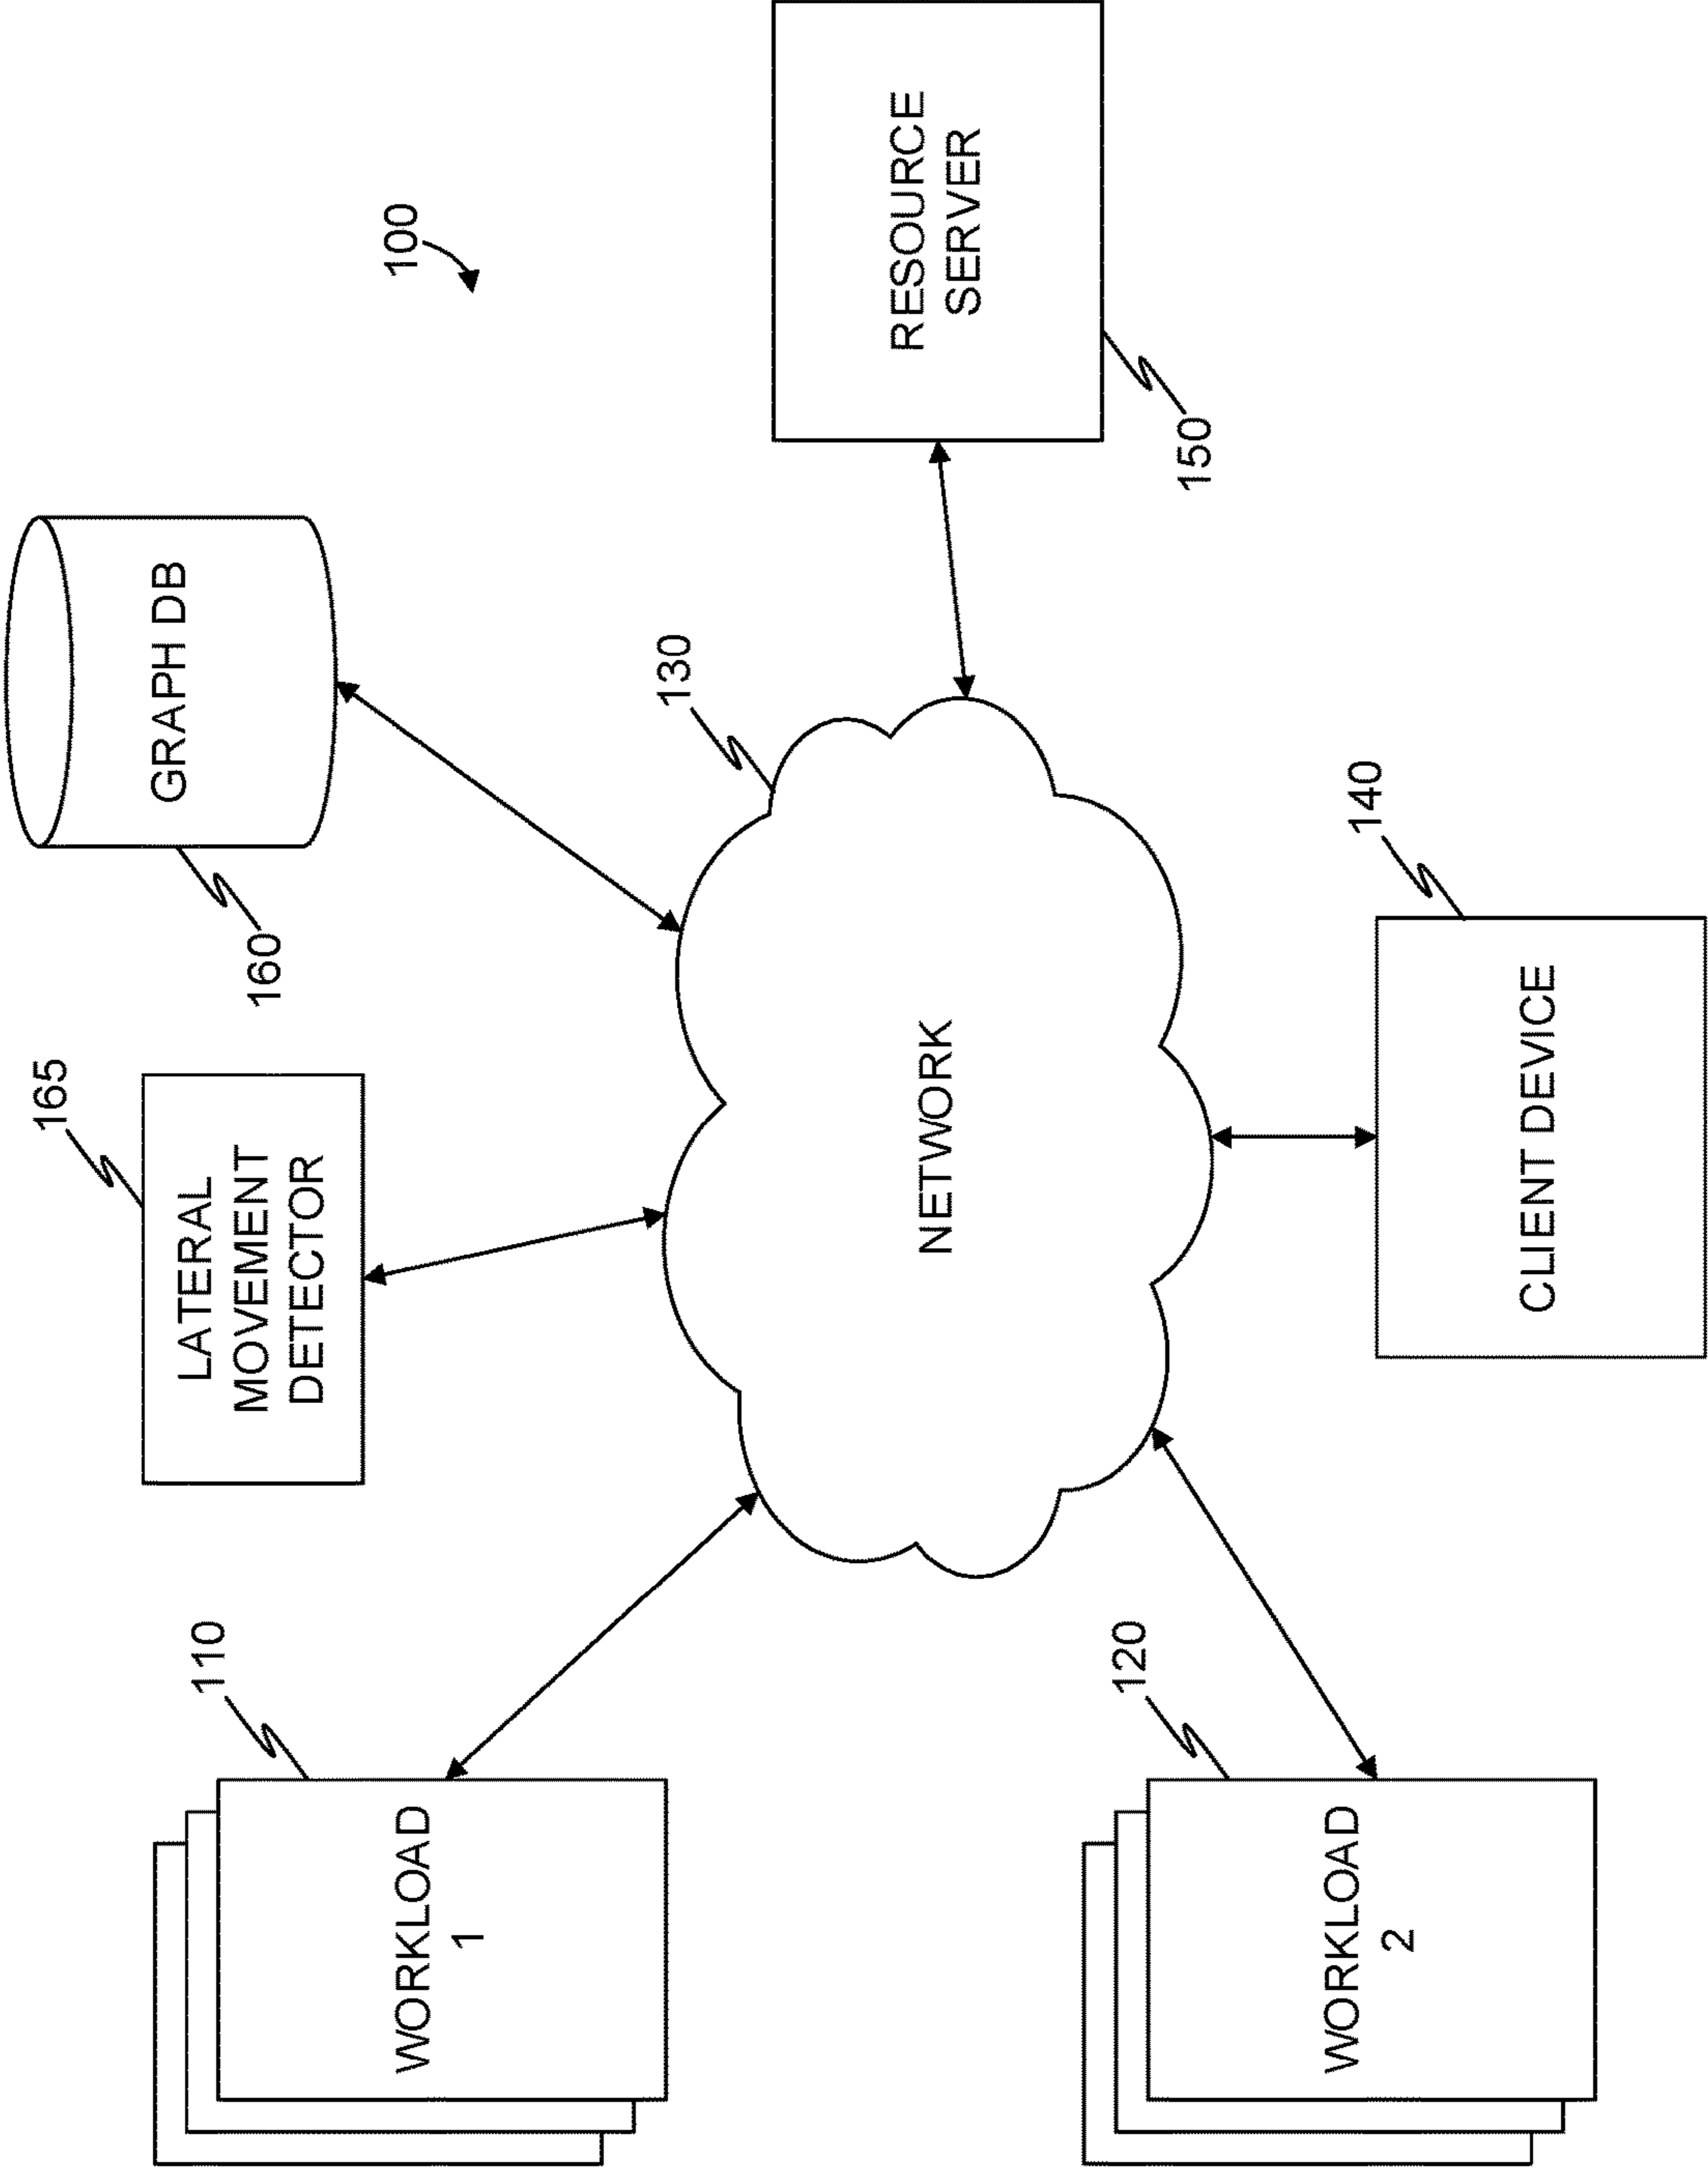 100
165
LATERAL
MOVEMENT
DETECTOR
160
GRAPH DB
110
WORKLOAD
1
130
NETWORK
RESOURCE
SERVER
150
120
WORKLOAD
2
140
CLIENT DEVICE